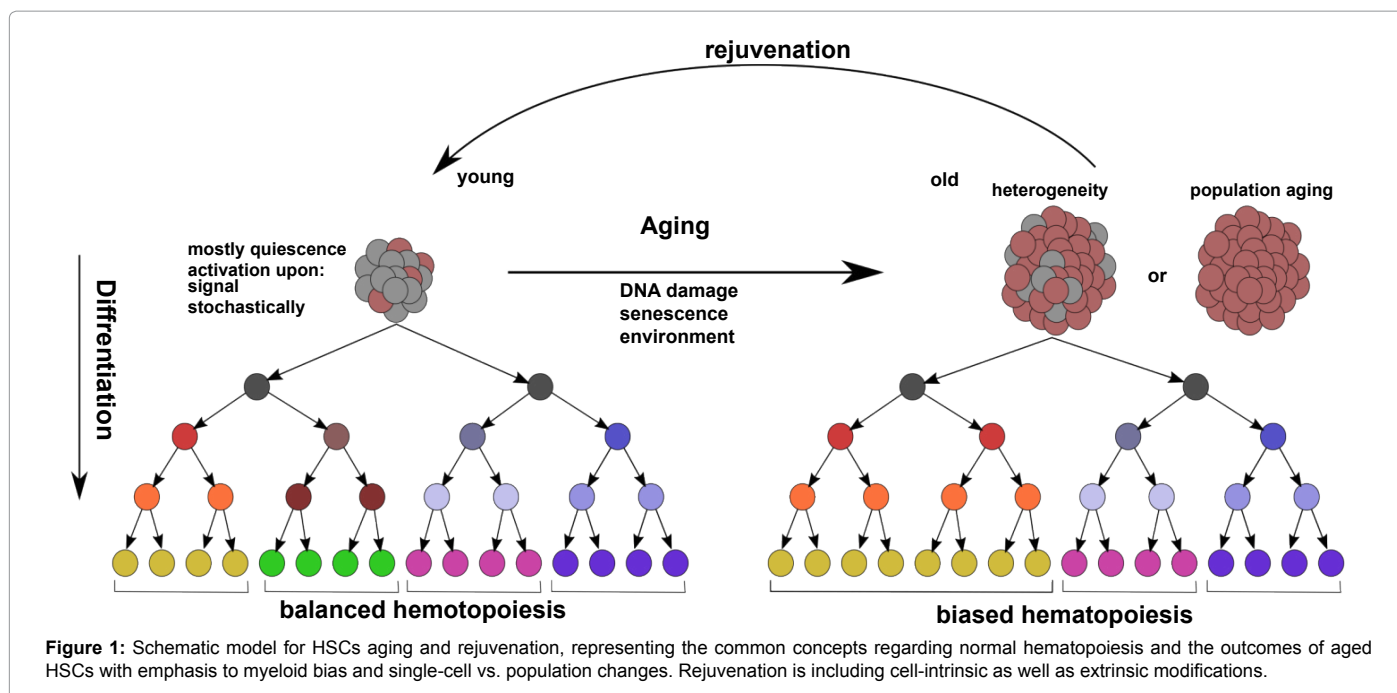 rejuvenation
young
old
heterogeneity
population aging
mostly quiescence
activation upon:
signal
stochastically
Aging
DNA damage
senescence
environment
or
Diffrentiation
balanced hemotopoiesis
biased hematopoiesis
Figure 1: Schematic model for HSCs aging and rejuvenation, representing the common concepts regarding normal hematopoiesis and the outcomes of aged
HSCs with emphasis to myeloid bias and single-cell vs. population changes. Rejuvenation is including cell-intrinsic as well as extrinsic modifications.